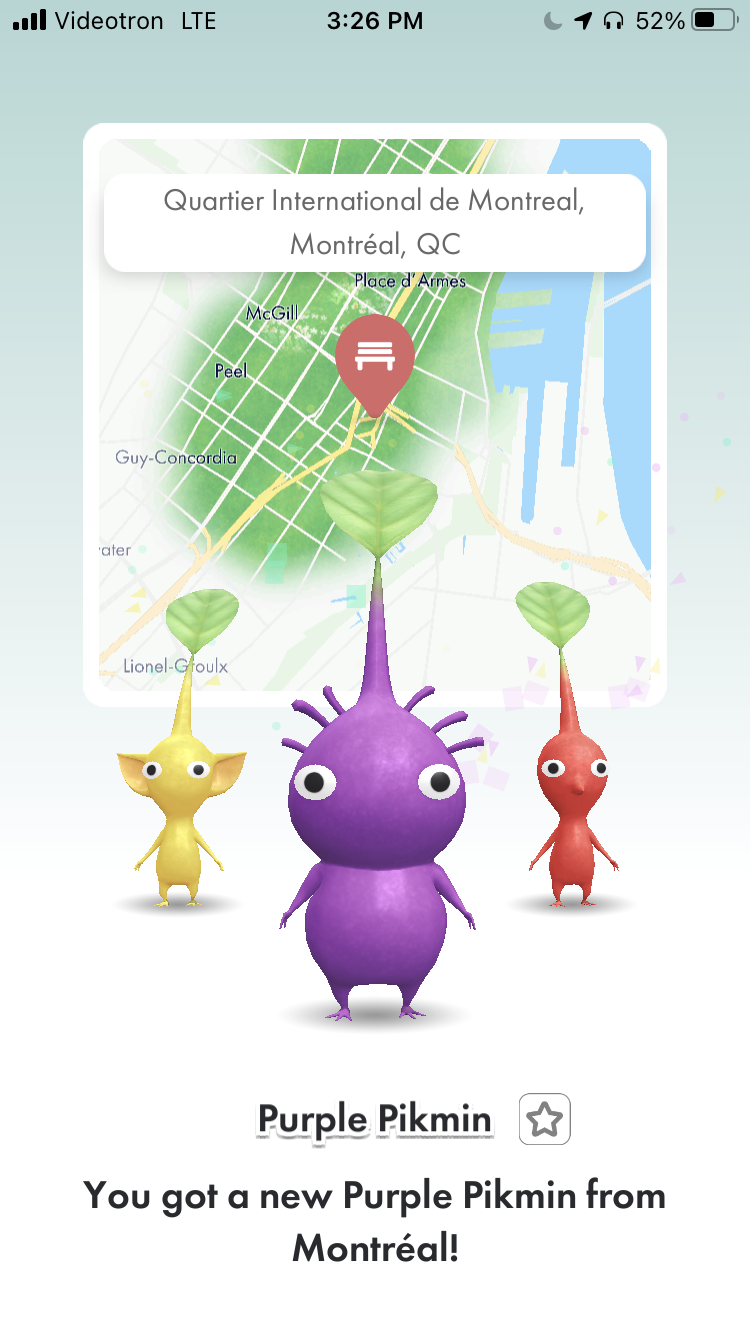 Videotron LTE 3:26 PM 52%
Quartier International de Montreal,
Montréal, QC
Place d'Armes
McGill
Peel
Guy-Concordia
ater
Lionel-Groulx
Purple Pikmin
You got a new Purple Pikmin from
Montréal!